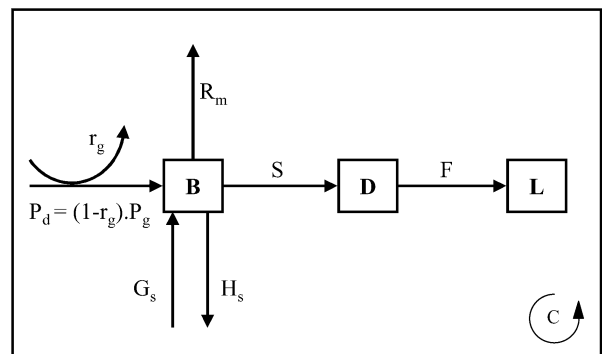 R_m
r_g
B
S
D
F
L
P_d = (1-r_g).P_g
G_s
H_s
C